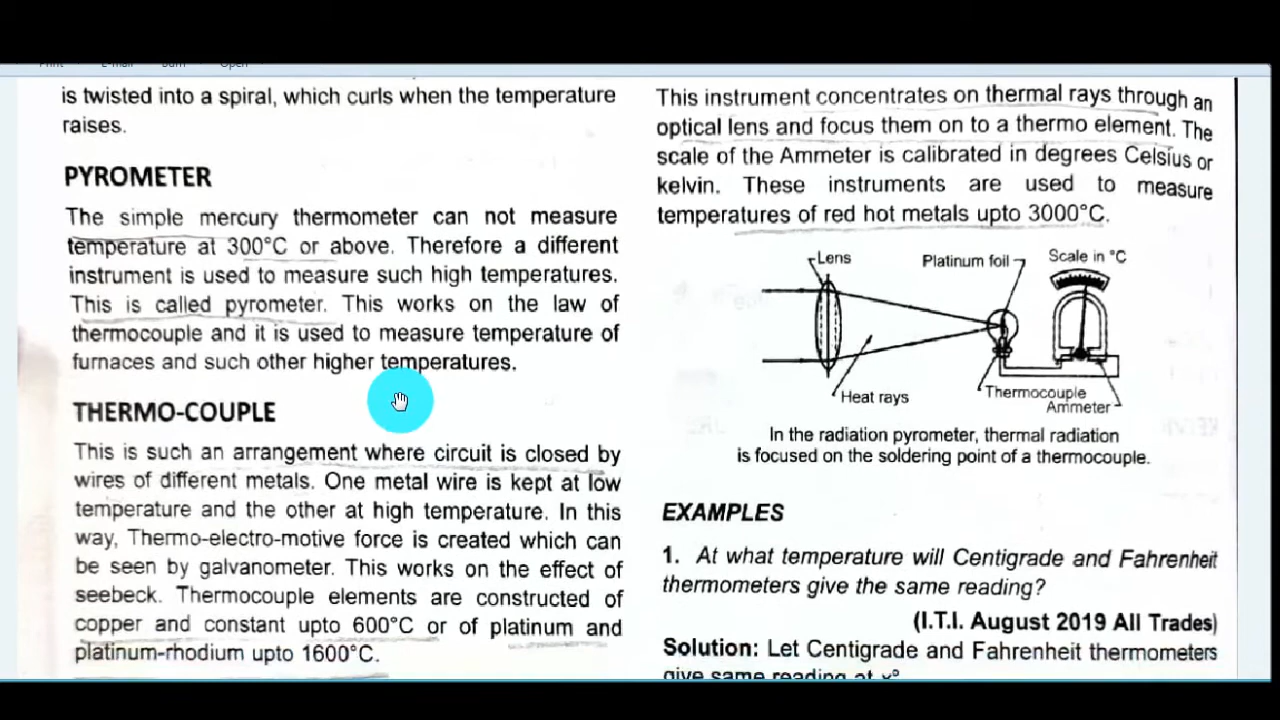 Print E-mail Burn Open
is twisted into a spiral, which curls when the temperature
raises.
PYROMETER
The simple mercury thermometer can not measure
temperature at 300°C or above. Therefore a different
instrument is used to measure such high temperatures.
This is called pyrometer. This works on the law of
thermocouple and it is used to measure temperature of
furnaces and such other higher temperatures.
THERMO-COUPLE
This is such an arrangement where circuit is closed by
wires of different metals. One metal wire is kept at low
temperature and the other at high temperature. In this
way, Thermo-electro-motive force is created which can
be seen by galvanometer. This works on the effect of
seebeck. Thermocouple elements are constructed of
copper and constant upto 600°C or of platinum and
platinum-rhodium upto 1600°C.
This instrument concentrates on thermal rays through an
optical lens and focus them on to a thermo element. The
scale of the Ammeter is calibrated in degrees Celsius or
kelvin. These instruments are used to measure
temperatures of red hot metals upto 3000°C.
Lens
Platinum foil
Scale in °C
Heat rays
Thermocouple
Ammeter
In the radiation pyrometer, thermal radiation
is focused on the soldering point of a thermocouple.
EXAMPLES
1. At what temperature will Centigrade and Fahrenheit
thermometers give the same reading?
(I.T.I. August 2019 All Trades)
Solution: Let Centigrade and Fahrenheit thermometers
give same reading at x°